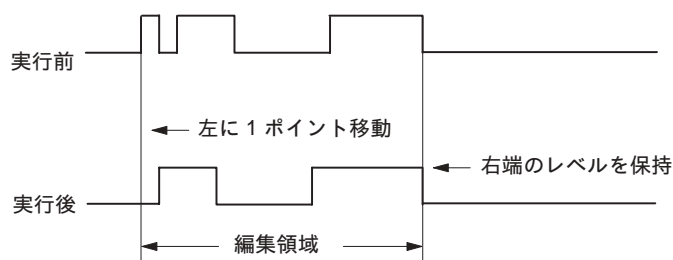 実行前
左に 1 ポイント移動
右端のレベルを保持
実行後
編集領域